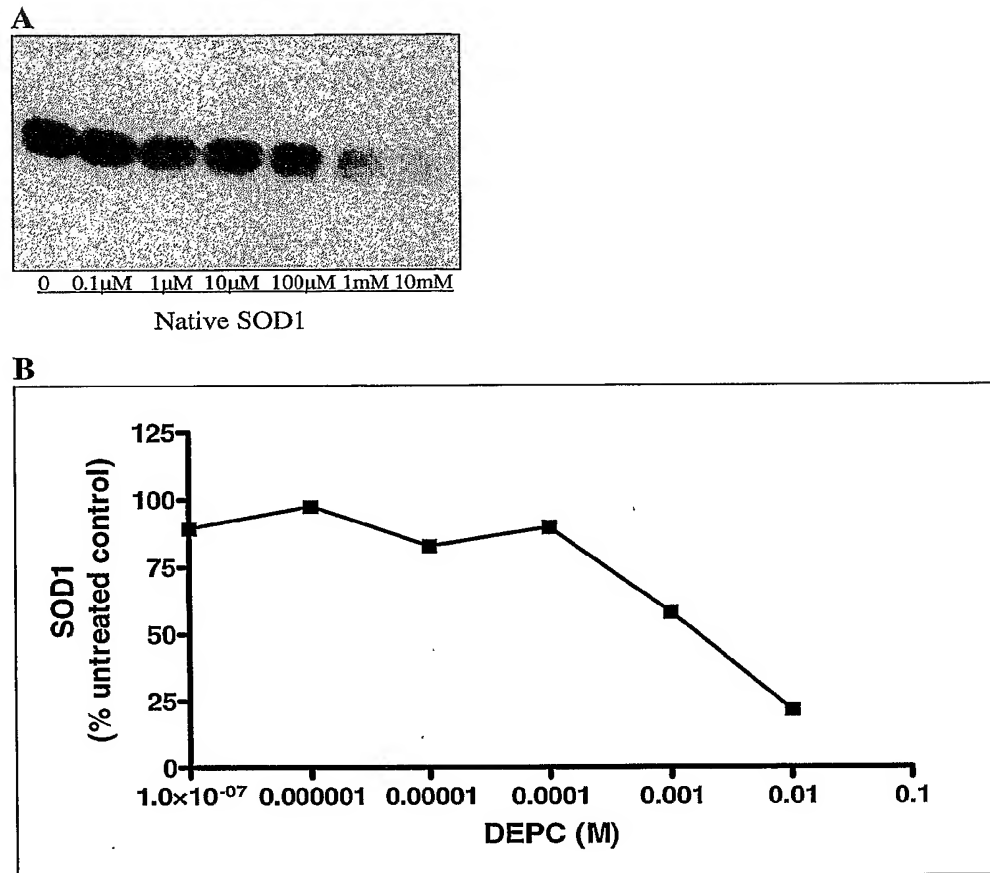 A
0 0.1µM 1µM 10µM 100µM 1mM 10mM
Native SOD1
B
SOD1
(% untreated control)
125
100
75
50
25
0
1.0×10⁻⁰⁷ 0.000001 0.00001 0.0001 0.001 0.01 0.1
DEPC (M)